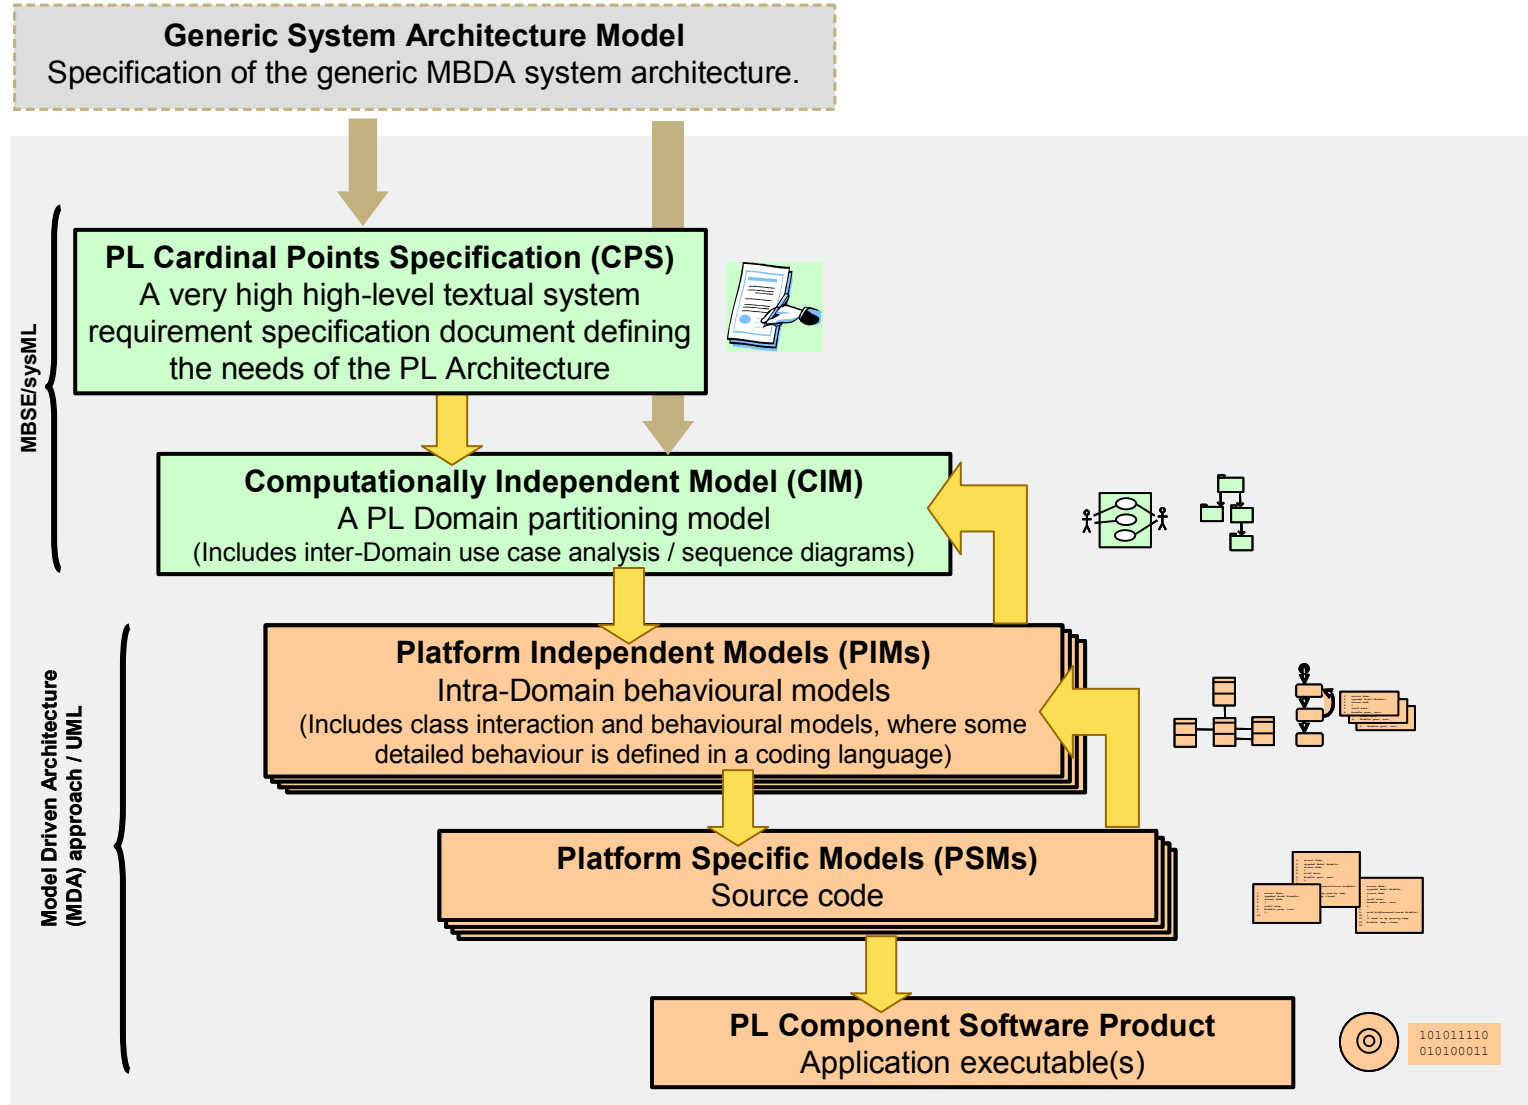 Generic System Architecture Model
Specification of the generic MBDA system architecture.
PL Cardinal Points Specification (CPS)
A very high high-level textual system
requirement specification document defining
the needs of the PL Architecture
MBSE/sysML
Computationally Independent Model (CIM)
A PL Domain partitioning model
(Includes inter-Domain use case analysis / sequence diagrams)
Platform Independent Models (PIMs)
Intra-Domain behavioural models
(Includes class interaction and behavioural models, where some
detailed behaviour is defined in a coding language)
Model Driven Architecture
(MDA) approach / UML
Platform Specific Models (PSMs)
Source code
PL Component Software Product
Application executable(s)
101011110
010100011